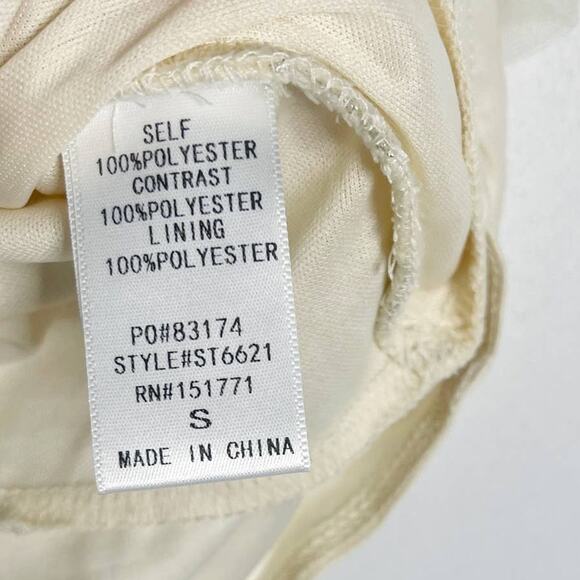 SELF
100%POLYESTER
CONTRAST
100%POLYESTER
LINING
100%POLYESTER
PO#83174
STYLE#ST6621
RN#151771
S
MADE IN CHINA